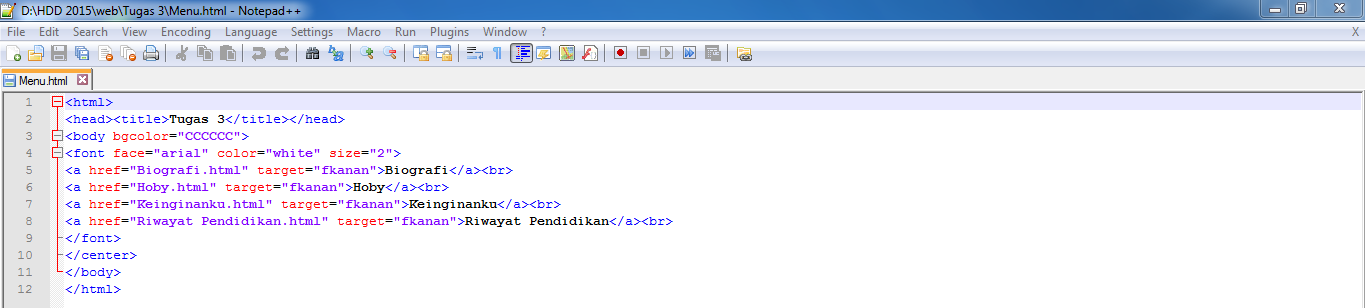 D:\HDD 2015\web\Tugas 3\Menu.html - Notepad++
File Edit Search View Encoding Language Settings Macro Run Plugins Window ? X
Menu.html
1 <html>
2 <head><title>Tugas 3</title></head>
3 <body bgcolor="CCCCCC">
4 <font face="arial" color="white" size="2">
5 <a href="Biografi.html" target="fkanan">Biografi</a><br>
6 <a href="Hoby.html" target="fkanan">Hoby</a><br>
7 <a href="Keinginanku.html" target="fkanan">Keinginanku</a><br>
8 <a href="Riwayat Pendidikan.html" target="fkanan">Riwayat Pendidikan</a><br>
9 </font>
10 </center>
11 </body>
12 </html>